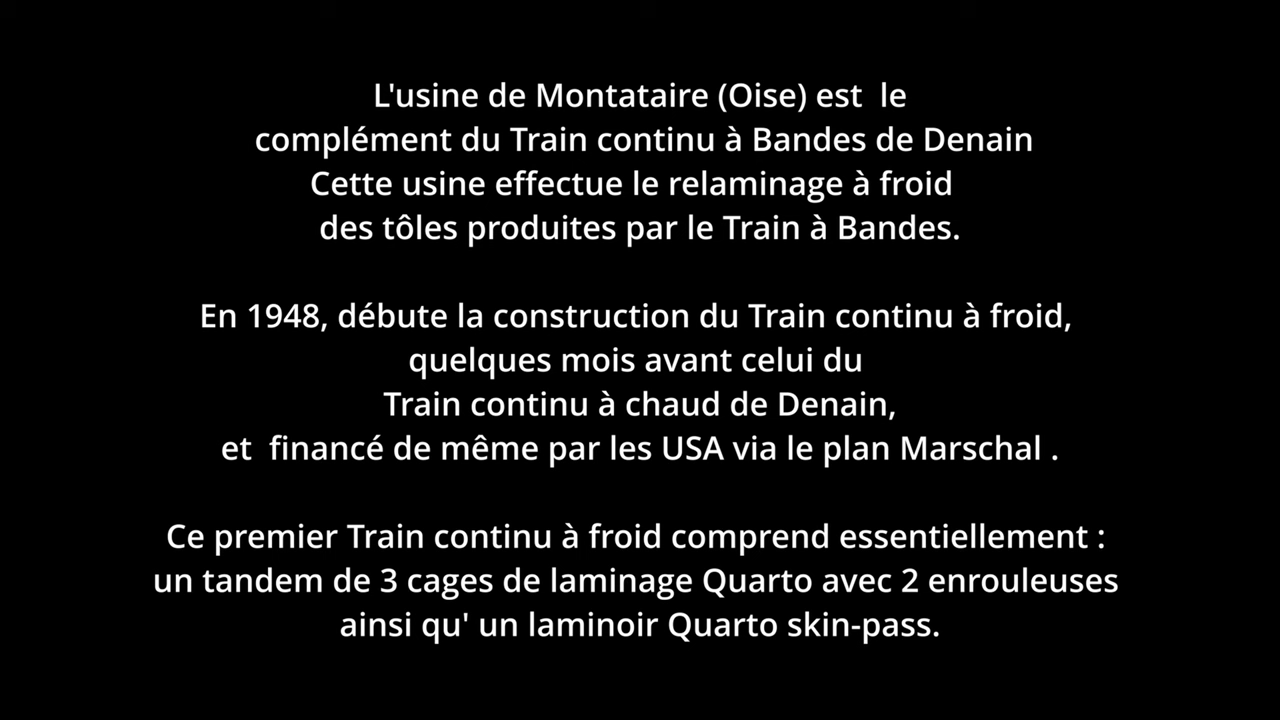 L'usine de Montataire (Oise) est  le
complément du Train continu à Bandes de Denain
Cette usine effectue le relaminage à froid
des tôles produites par le Train à Bandes.
En 1948, débute la construction du Train continu à froid,
quelques mois avant celui du
Train continu à chaud de Denain,
et  financé de même par les USA via le plan Marschal .
Ce premier Train continu à froid comprend essentiellement :
un tandem de 3 cages de laminage Quarto avec 2 enrouleuses
ainsi qu' un laminoir Quarto skin-pass.